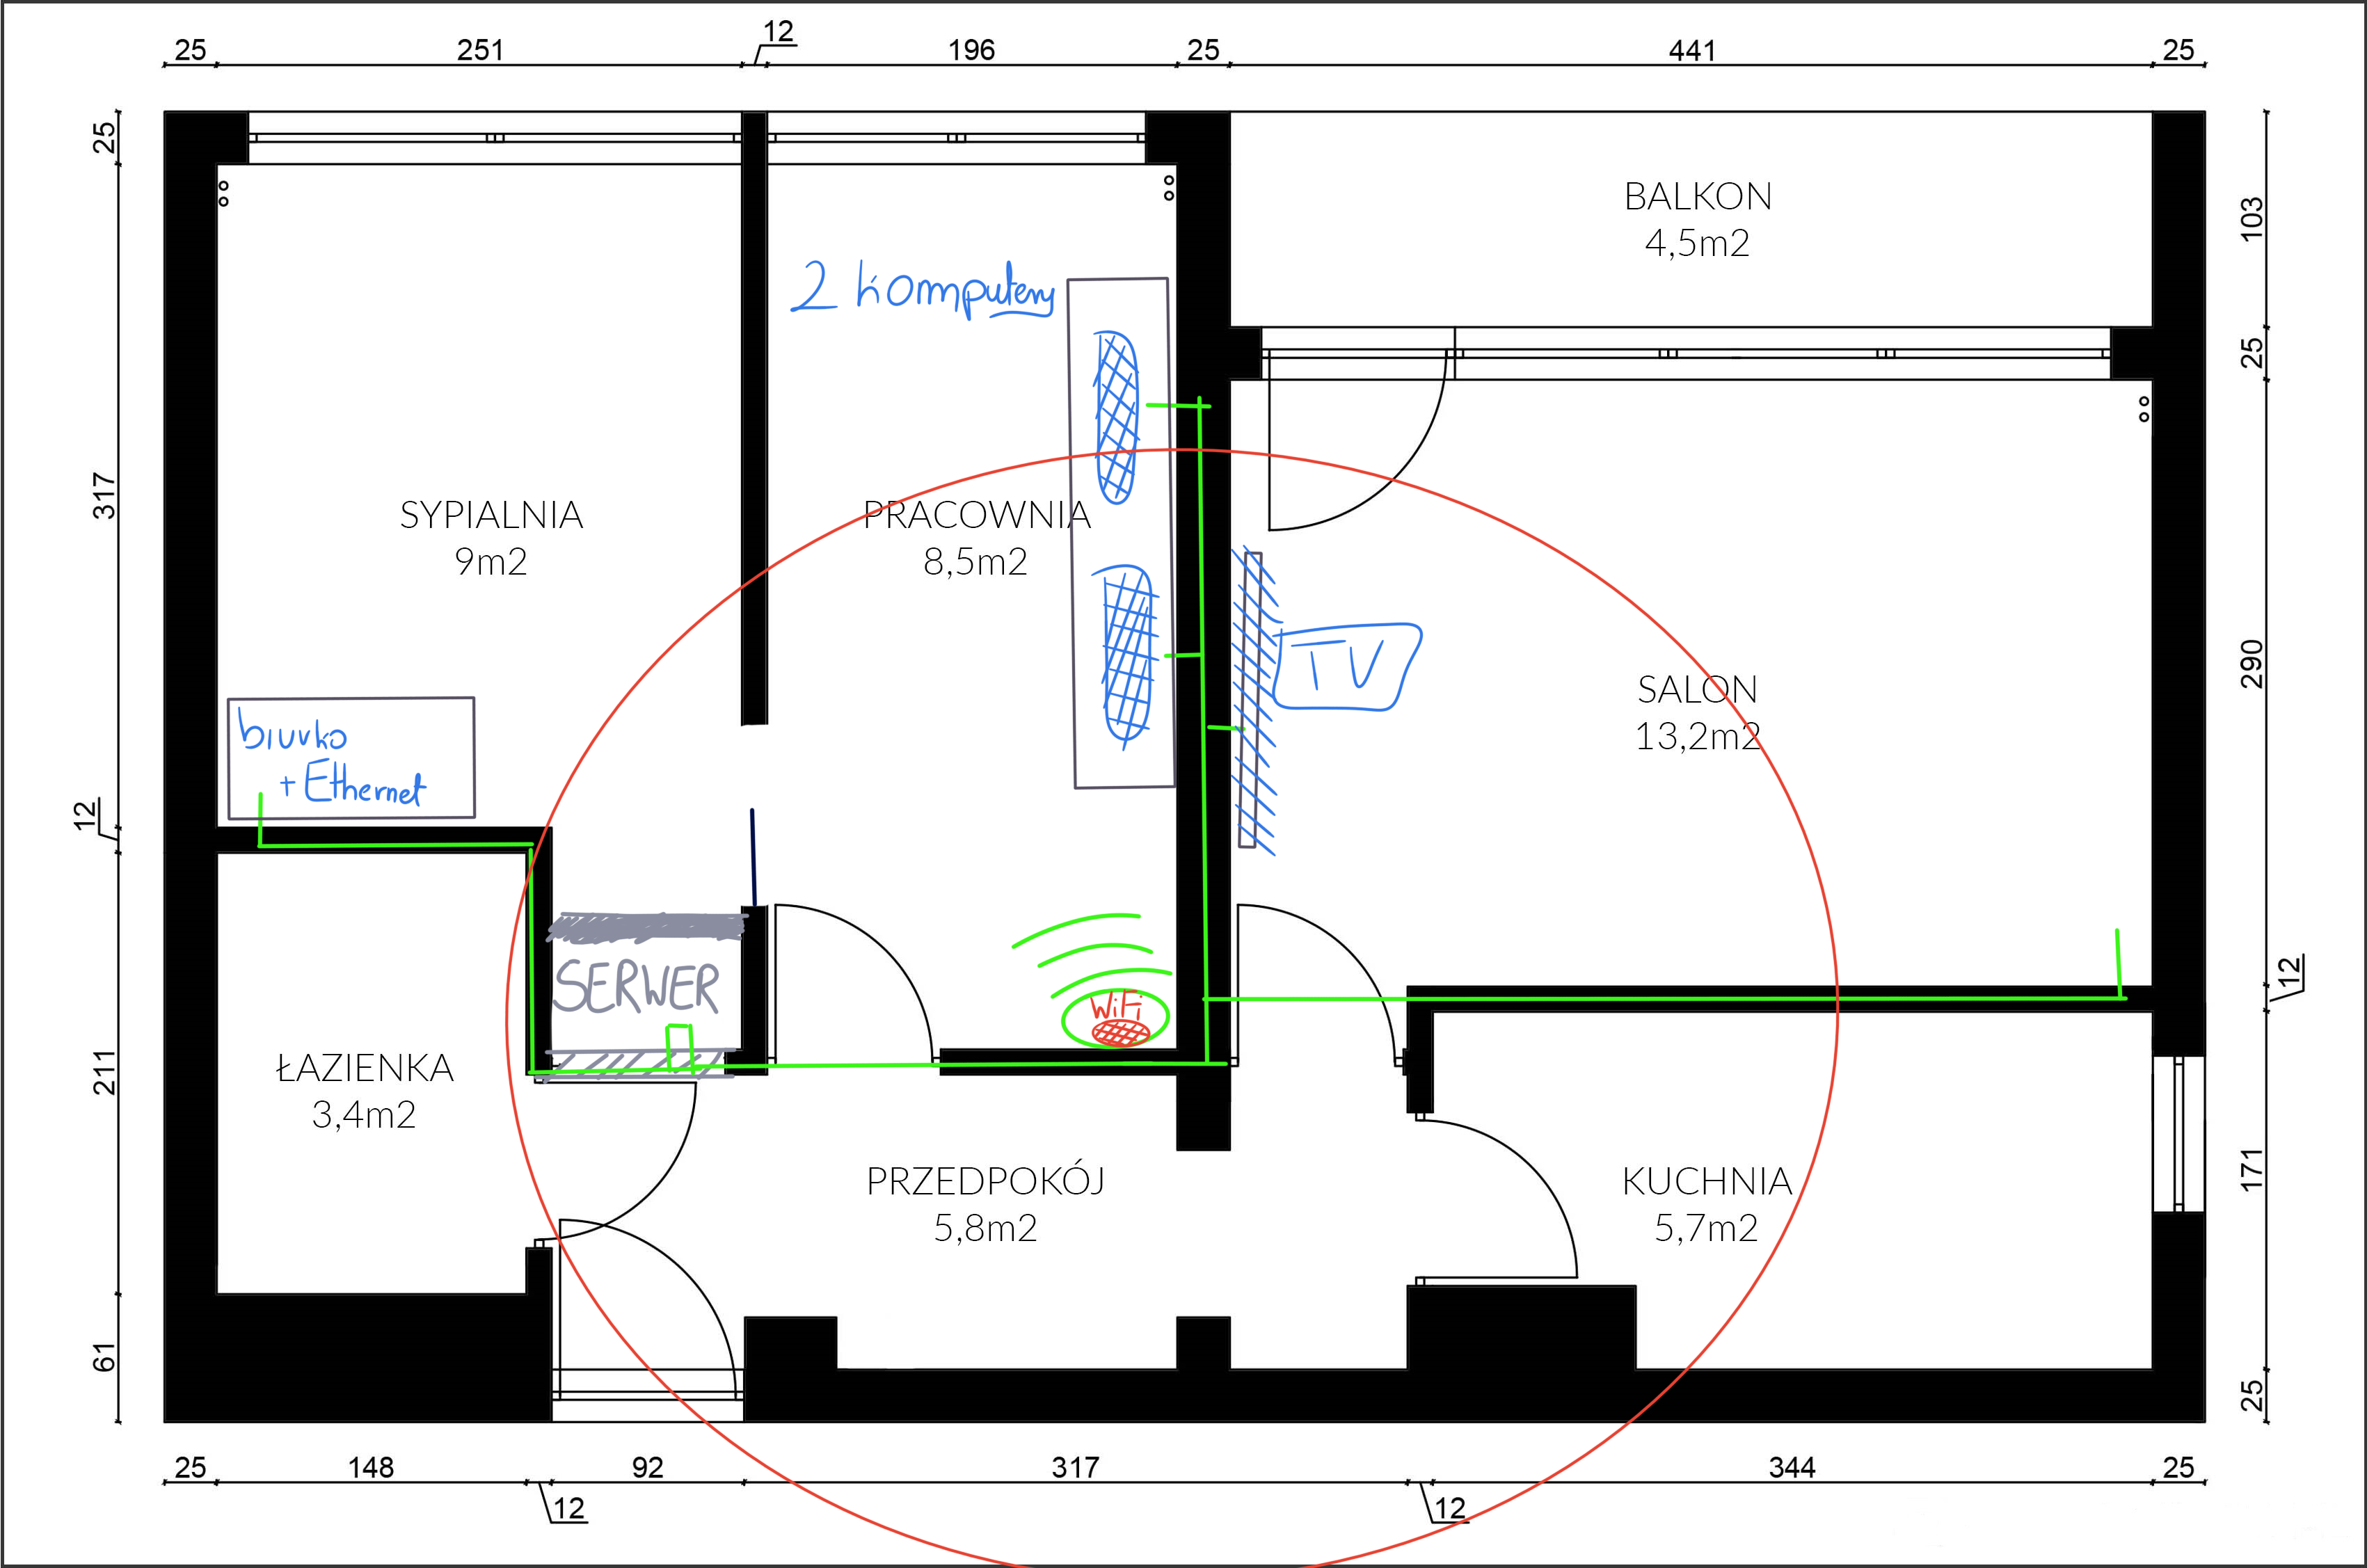 25 251 12 196 25 441 25
25
317
12
211
61
103
25
290
12
171
25
BALKON
4,5m2
2 komputery
SYPIALNIA
9m2
PRACOWNIA
8,5m2
TV
SALON
13,2m2
biurko
+ Ethernet
SERWER
WiFi
ŁAZIENKA
3,4m2
PRZEDPOKÓJ
5,8m2
KUCHNIA
5,7m2
25 148 12 92 317 12 344 25